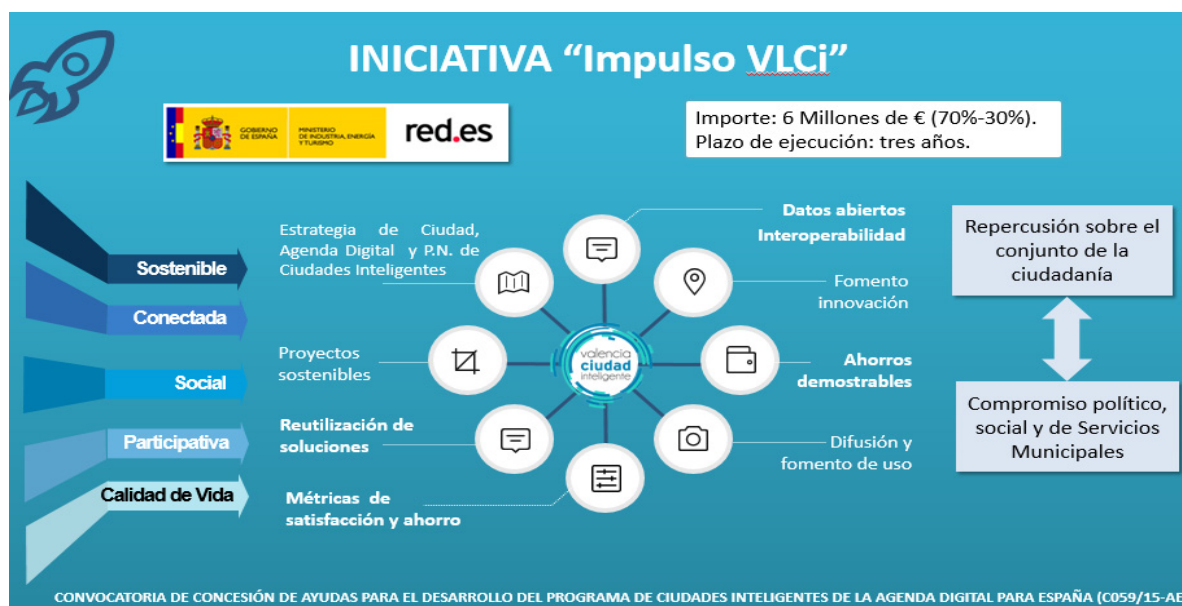 INICIATIVA “Impulso VLCi”
GOBIERNO
DE ESPAÑA
MINISTERIO
DE INDUSTRIA, ENERGÍA
Y TURISMO
red.es
Importe: 6 Millones de € (70%-30%).
Plazo de ejecución: tres años.
Sostenible
Conectada
Social
Participativa
Calidad de Vida
Estrategia de Ciudad,
Agenda Digital y P.N. de
Ciudades Inteligentes
Proyectos
sostenibles
Reutilización de
soluciones
Métricas de
satisfacción y ahorro
valencia
ciudad
inteligente
Datos abiertos
Interoperabilidad
Fomento
innovación
Ahorros
demostrables
Difusión y
fomento de uso
Repercusión sobre el
conjunto de la
ciudadanía
Compromiso político,
social y de Servicios
Municipales
CONVOCATORIA DE CONCESIÓN DE AYUDAS PARA EL DESARROLLO DEL PROGRAMA DE CIUDADES INTELIGENTES DE LA AGENDA DIGITAL PARA ESPAÑA (C059/15-AE